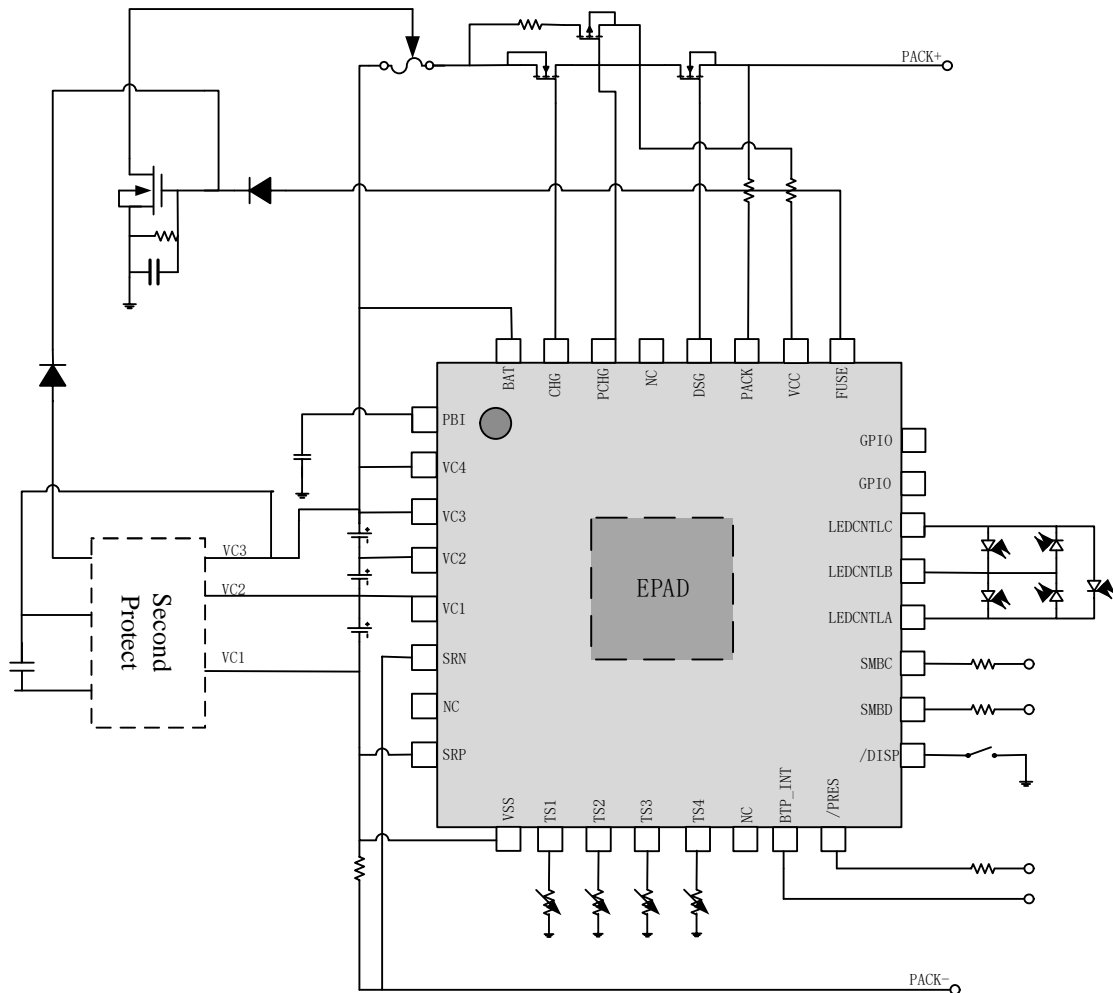 PACK+
BAT
CHG
PCHG
NC
DSG
PACK
VCC
FUSE
PBI
VC4
VC3
VC2
VC1
SRN
NC
SRP
GPIO
GPIO
LEDCNTLC
LEDCNTLB
LEDCNTLA
SMBC
SMBD
/DISP
EPAD
VC3
VC2
VC1
Second
Protect
VSS
TS1
TS2
TS3
TS4
NC
BTP_INT
/PRES
PACK-